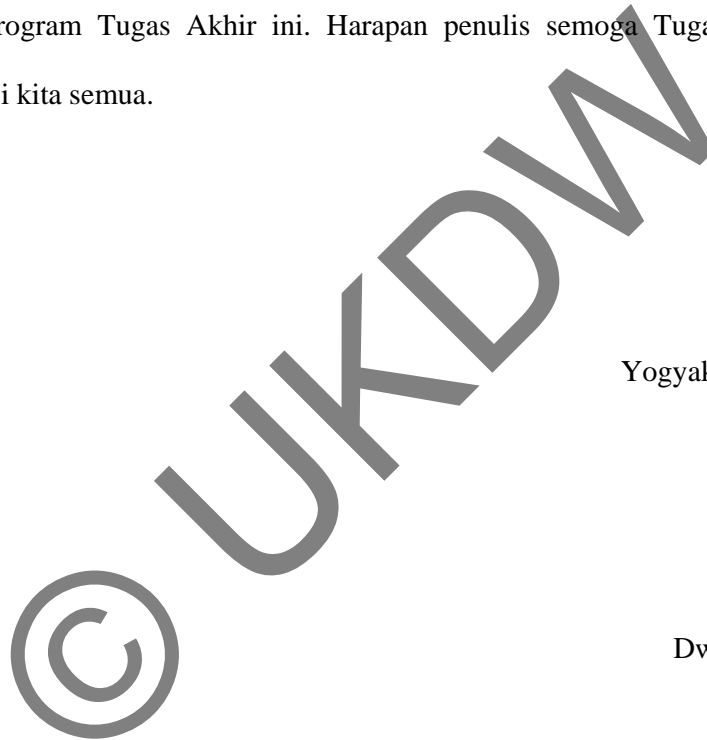 rogram Tugas Akhir ini. Harapan penulis semoga Tuga
i kita semua.
© UKDW
Yogyak
Dw